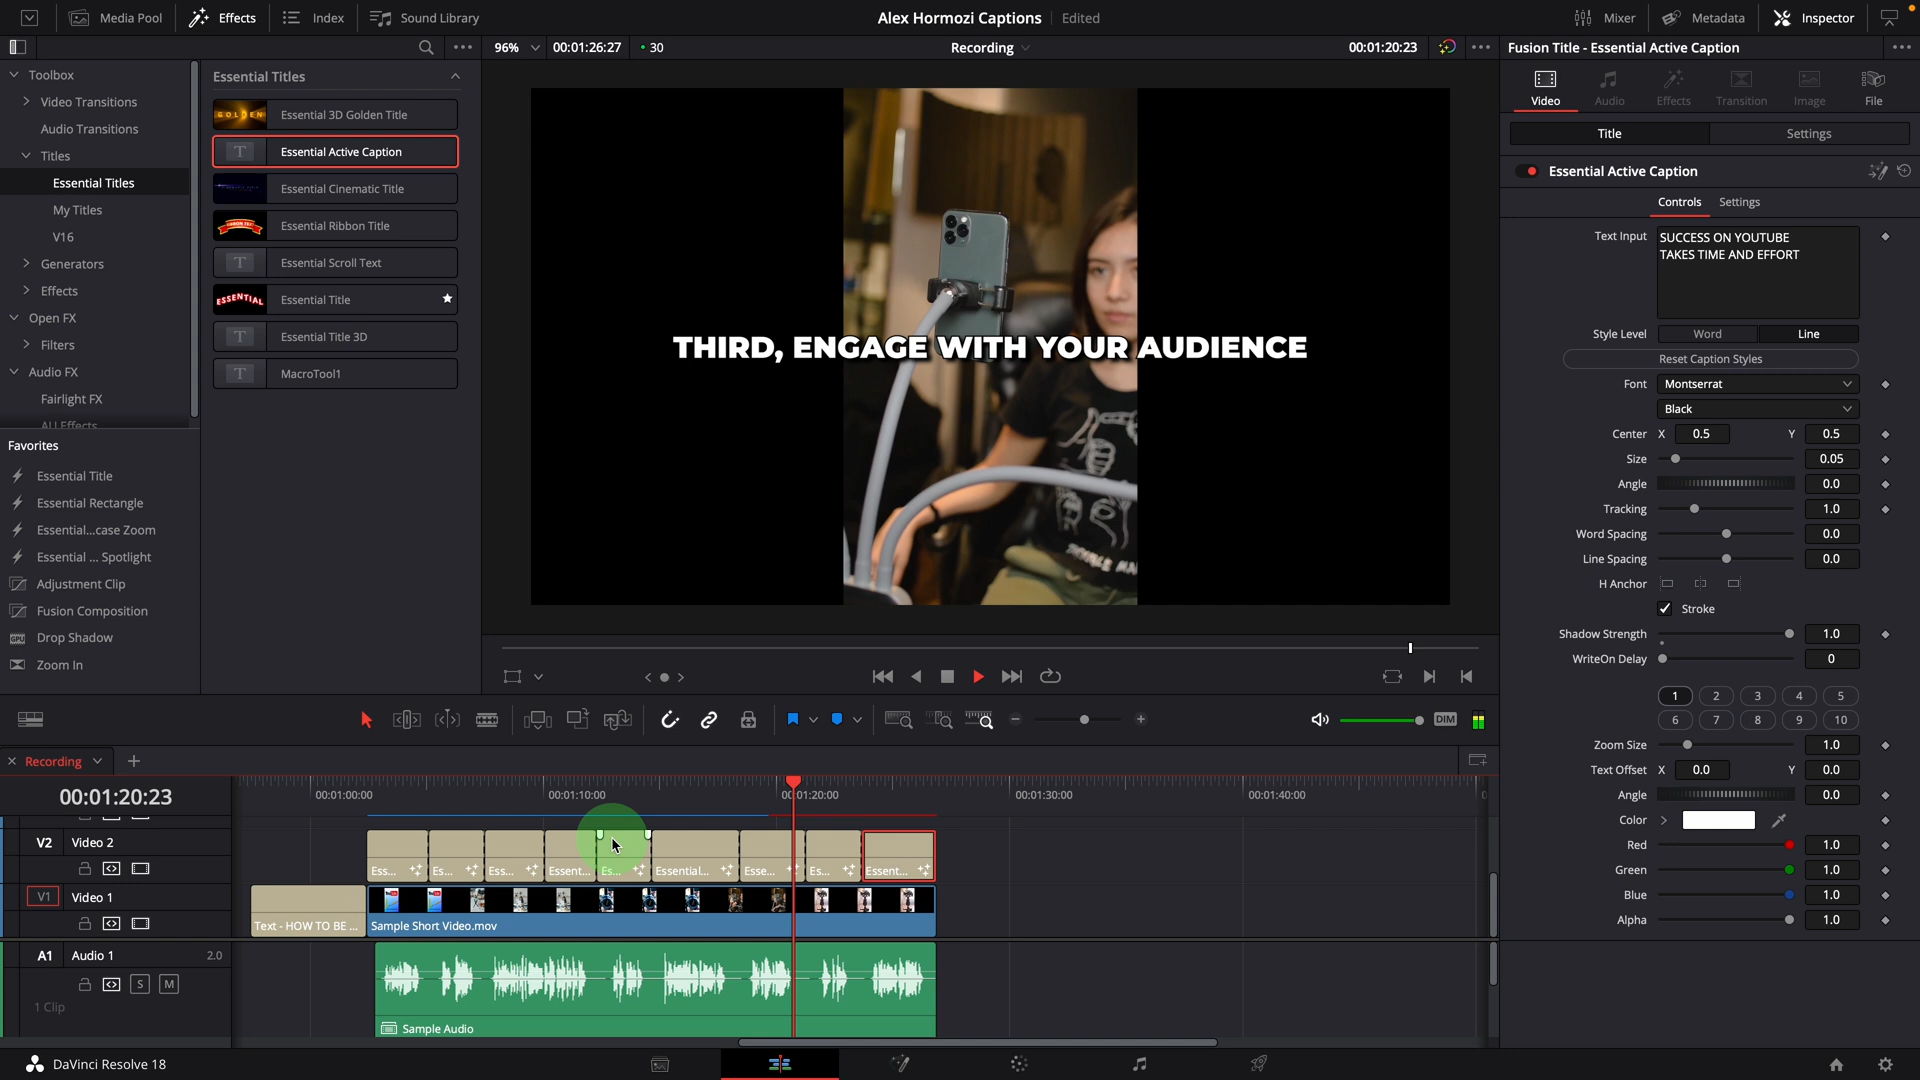 Media Pool
Effects
Index
Sound Library
Alex Hormozi Captions
Edited
Mixer
Metadata
Inspector
96%
00:01:26:27
30
Recording
00:01:20:23
Fusion Title - Essential Active Caption
Toolbox
Video Transitions
Audio Transitions
Titles
Essential Titles
My Titles
V16
Generators
Effects
Open FX
Filters
Audio FX
Fairlight FX
All Effects
Favorites
Essential Title
Essential Rectangle
Essential...case Zoom
Essential ... Spotlight
Adjustment Clip
Fusion Composition
Drop Shadow
Zoom In
Essential Titles
GOLDEN
Essential 3D Golden Title
T
Essential Active Caption
Essential Cinematic Title
Essential Ribbon Title
T
Essential Scroll Text
ESSENTIAL
Essential Title
T
Essential Title 3D
T
MacroTool1
THIRD, ENGAGE WITH YOUR AUDIENCE
Video
Audio
Effects
Transition
Image
File
Title
Settings
Essential Active Caption
Controls
Settings
Text Input
SUCCESS ON YOUTUBE
TAKES TIME AND EFFORT
Style Level
Word
Line
Reset Caption Styles
Font
Montserrat
Black
Center X 0.5 Y 0.5
Size 0.05
Angle 0.0
Tracking 1.0
Word Spacing 0.0
Line Spacing 0.0
H Anchor
Stroke
Shadow Strength 1.0
WriteOn Delay 0
1 2 3 4 5
6 7 8 9 10
Zoom Size 1.0
Text Offset X 0.0 Y 0.0
Angle 0.0
Color
Red 1.0
Green 1.0
Blue 1.0
Alpha 1.0
DIM
Recording
00:01:20:23
00:01:00:00
00:01:10:00
00:01:20:00
00:01:30:00
00:01:40:00
V2 Video 2
Ess...
Es...
Ess...
Essent...
Es...
Essential...
Esse...
Es...
Essent...
V1 Video 1
Text - HOW TO BE ...
Sample Short Video.mov
A1 Audio 1 2.0
S M
1 Clip
Sample Audio
DaVinci Resolve 18